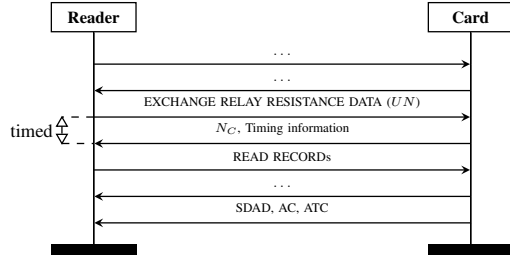 Reader
Card
...
...
EXCHANGE RELAY RESISTANCE DATA (UN)
timed
N_C, Timing information
READ RECORDs
...
SDAD, AC, ATC